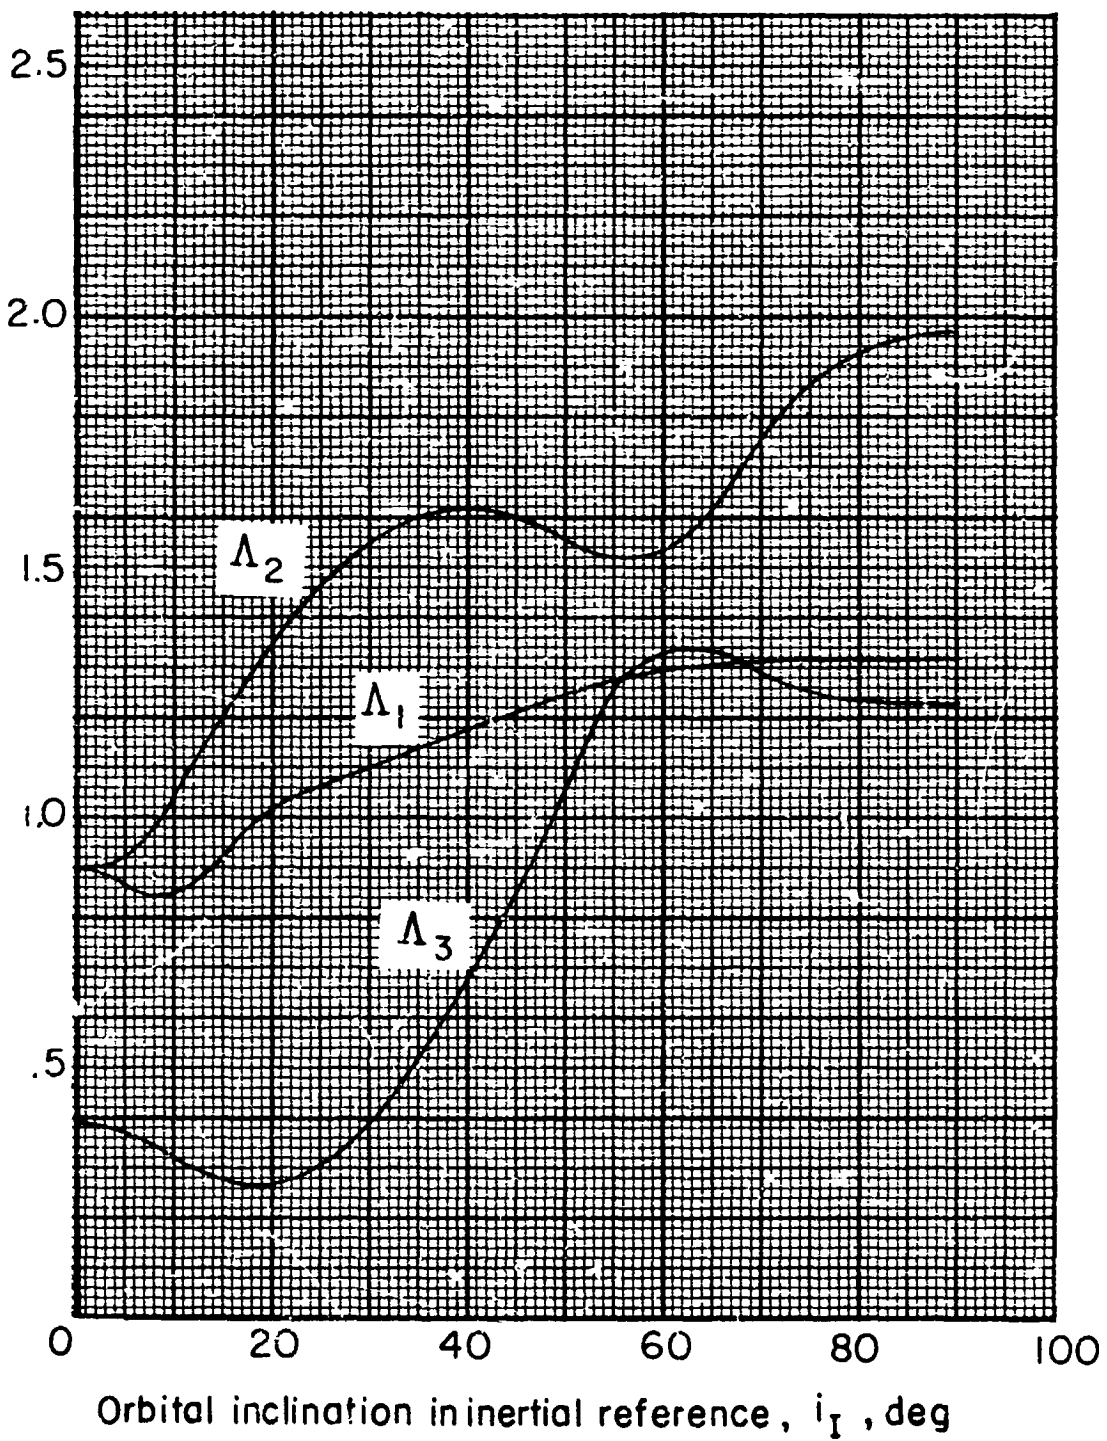 2.5
2.0
Λ2
1.5
Λ1
1.0
Λ3
.5
0 20 40 60 80 100
Orbital inclination in inertial reference, iI, deg